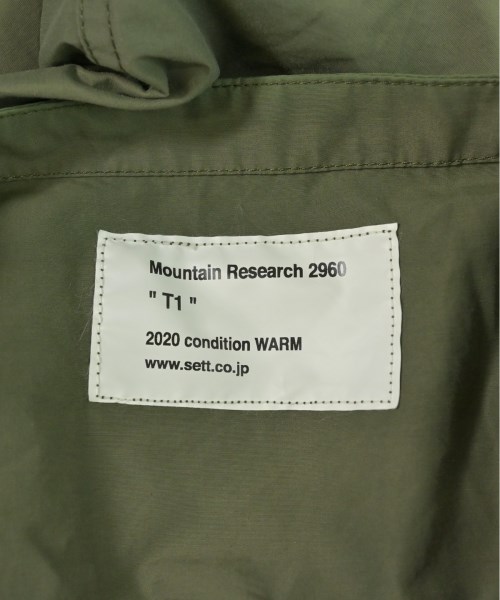 Mountain Research 2960
" T1 "
2020 condition WARM
www.sett.co.jp